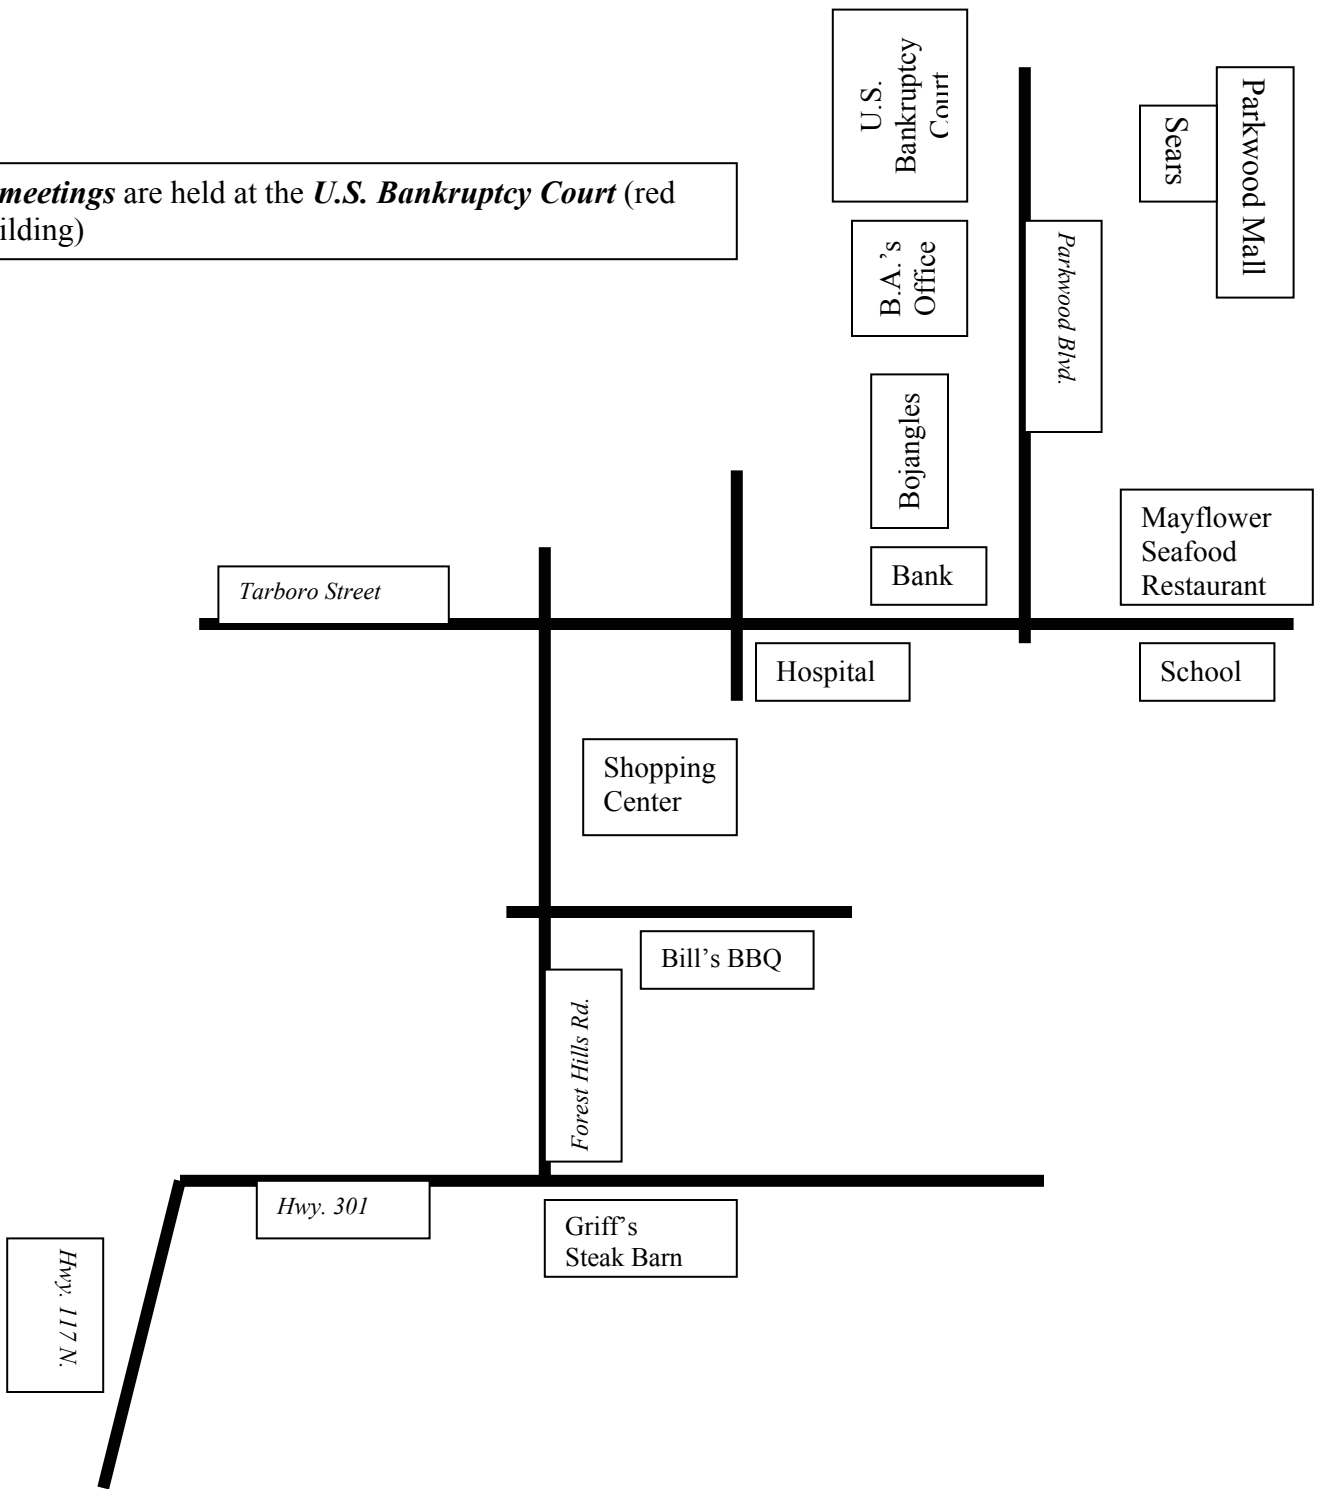 U.S.
Bankruptcy
Court
Parkwood Mall
Sears
meetings are held at the U.S. Bankruptcy Court (red
ilding)
B.A.'s
Office
Parkwood Blvd.
Bojangles
Mayflower
Seafood
Restaurant
Bank
Tarboro Street
Hospital
School
Shopping
Center
Bill's BBQ
Forest Hills Rd.
Hwy. 301
Griff's
Steak Barn
Hwy. 117 N.